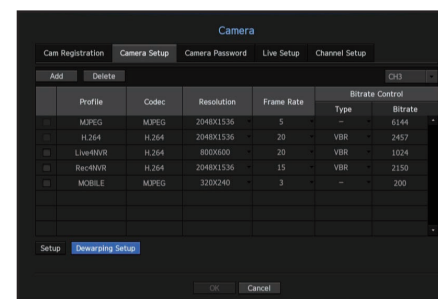 Camera
Cam Registration Camera Setup Camera Password Live Setup Channel Setup
Add Delete CH3
Profile Codec Resolution Frame Rate Bitrate Control
Type Bitrate
MJPEG MJPEG 2048X1536 5 – 6144
H.264 H.264 2048X1536 20 VBR 2457
Live4NVR H.264 800X600 20 VBR 1024
Rec4NVR H.264 2048X1536 15 VBR 2150
MOBILE MJPEG 320X240 3 – 200
Setup Dewarping Setup
OK Cancel